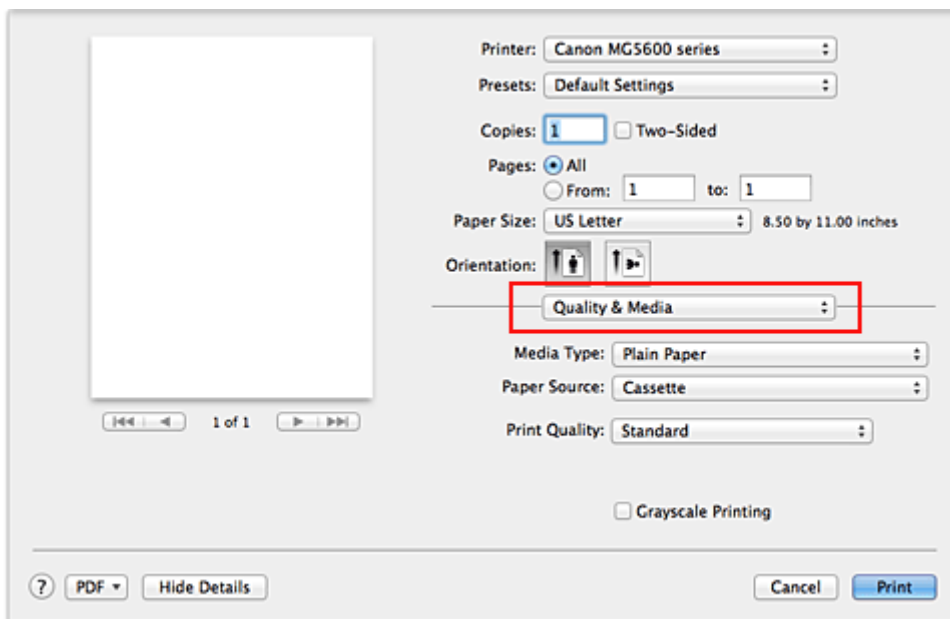 Printer: Canon MG5600 series
Presets: Default Settings
Copies: 1 Two-Sided
Pages: All
From: 1 to: 1
Paper Size: US Letter 8.50 by 11.00 inches
Orientation:
Quality & Media
Media Type: Plain Paper
Paper Source: Cassette
1 of 1
Print Quality: Standard
Grayscale Printing
? PDF Hide Details Cancel Print